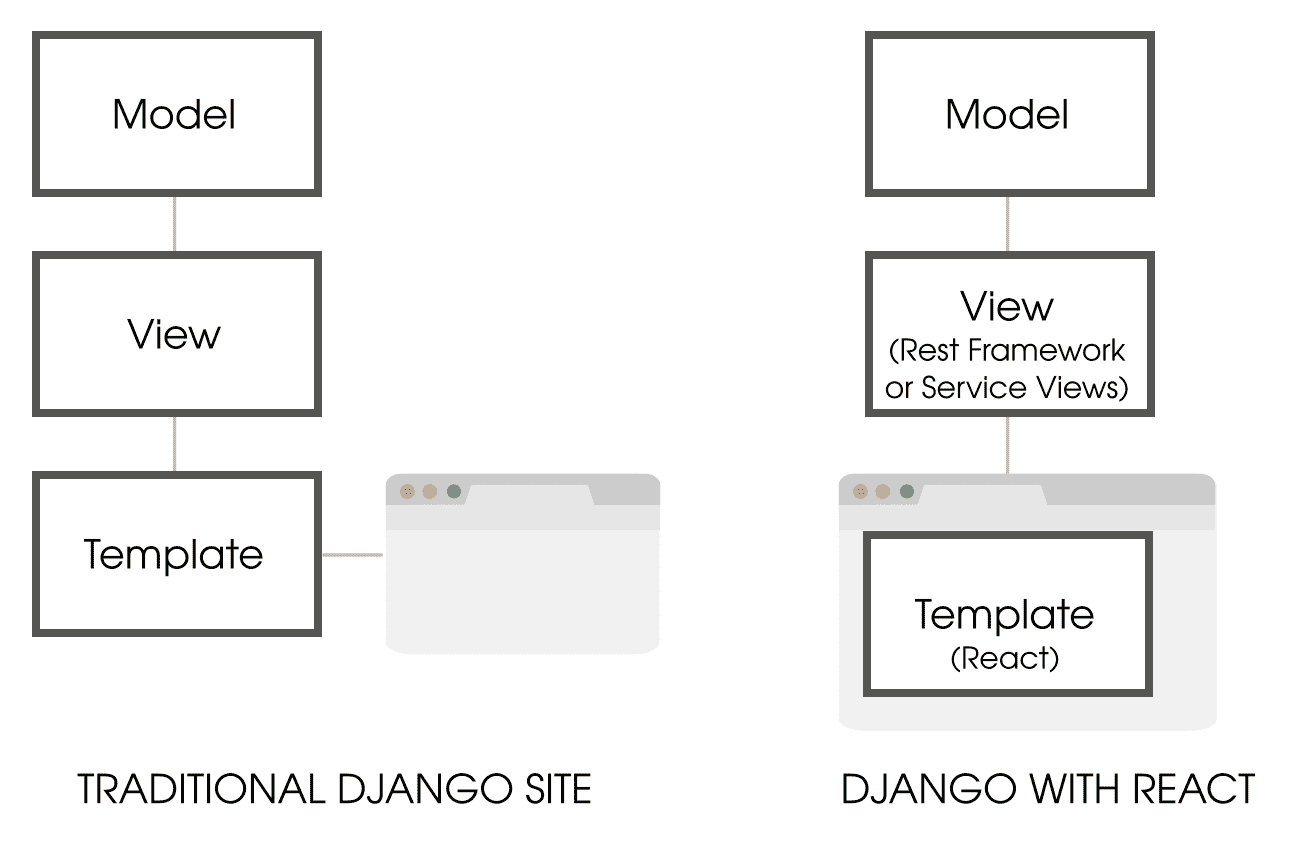 Model
View
Template
TRADITIONAL DJANGO SITE
Model
View
(Rest Framework
or Service Views)
Template
(React)
DJANGO WITH REACT